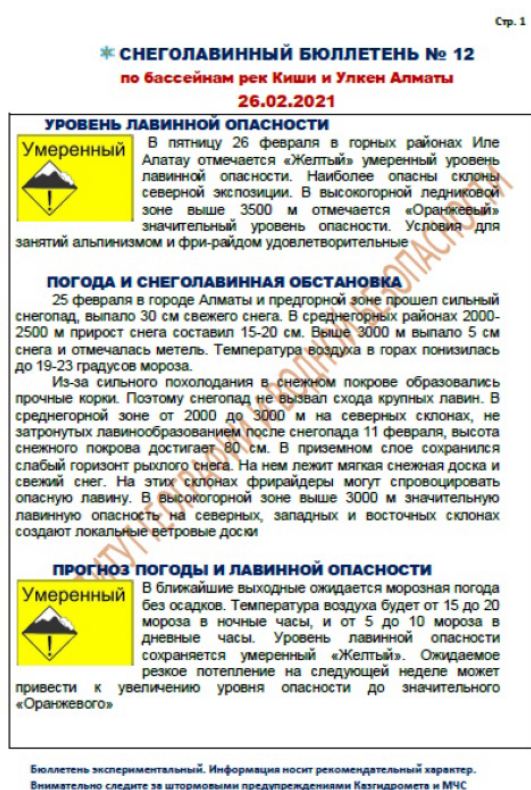 Стр. 1
СНЕГОЛАВИННЫЙ БЮЛЛЕТЕНЬ № 12
по бассейнам рек Киши и Улкен Алматы
26.02.2021
УРОВЕНЬ ЛАВИННОЙ ОПАСНОСТИ
Умеренный
В пятницу 26 февраля в горных районах Иле
Алатау отмечается «Желтый» умеренный уровень
лавинной опасности. Наиболее опасны склоны
северной экспозиции. В высокогорной ледниковой
зоне выше 3500 м отмечается «Оранжевый»
значительный уровень опасности. Условия для
занятий альпинизмом и фри-райдом удовлетворительные
ПОГОДА И СНЕГОЛАВИННАЯ ОБСТАНОВКА
25 февраля в городе Алматы и предгорной зоне прошел сильный
снегопад, выпало 30 см свежего снега. В среднегорных районах 2000-
2500 м прирост снега составил 15-20 см. Выше 3000 м выпало 5 см
снега и отмечалась метель. Температура воздуха в горах понизилась
до 19-23 градусов мороза.
Из-за сильного похолодания в снежном покрове образовались
прочные корки. Поэтому снегопад не вызвал схода крупных лавин. В
среднегорной зоне от 2000 до 3000 м на северных склонах, не
затронутых лавинообразованием после снегопада 11 февраля, высота
снежного покрова достигает 80 см. В приземном слое сохранился
слабый горизонт рыхлого снега. На нем лежит мягкая снежная доска и
свежий снег. На этих склонах фрирайдеры могут спровоцировать
опасную лавину. В высокогорной зоне выше 3000 м значительную
лавинную опасность на северных, западных и восточных склонах
создают локальные ветровые доски
ПРОГНОЗ ПОГОДЫ И ЛАВИННОЙ ОПАСНОСТИ
Умеренный
В ближайшие выходные ожидается морозная погода
без осадков. Температура воздуха будет от 15 до 20
мороза в ночные часы, и от 5 до 10 мороза в
дневные часы. Уровень лавинной опасности
сохраняется умеренный «Желтый». Ожидаемое
резкое потепление на следующей неделе может
привести к увеличению уровня опасности до значительного
«Оранжевого»
Бюллетень экспериментальный. Информация носит рекомендательный характер.
Внимательно следите за штормовыми предупреждениями Казгидромета и МЧС